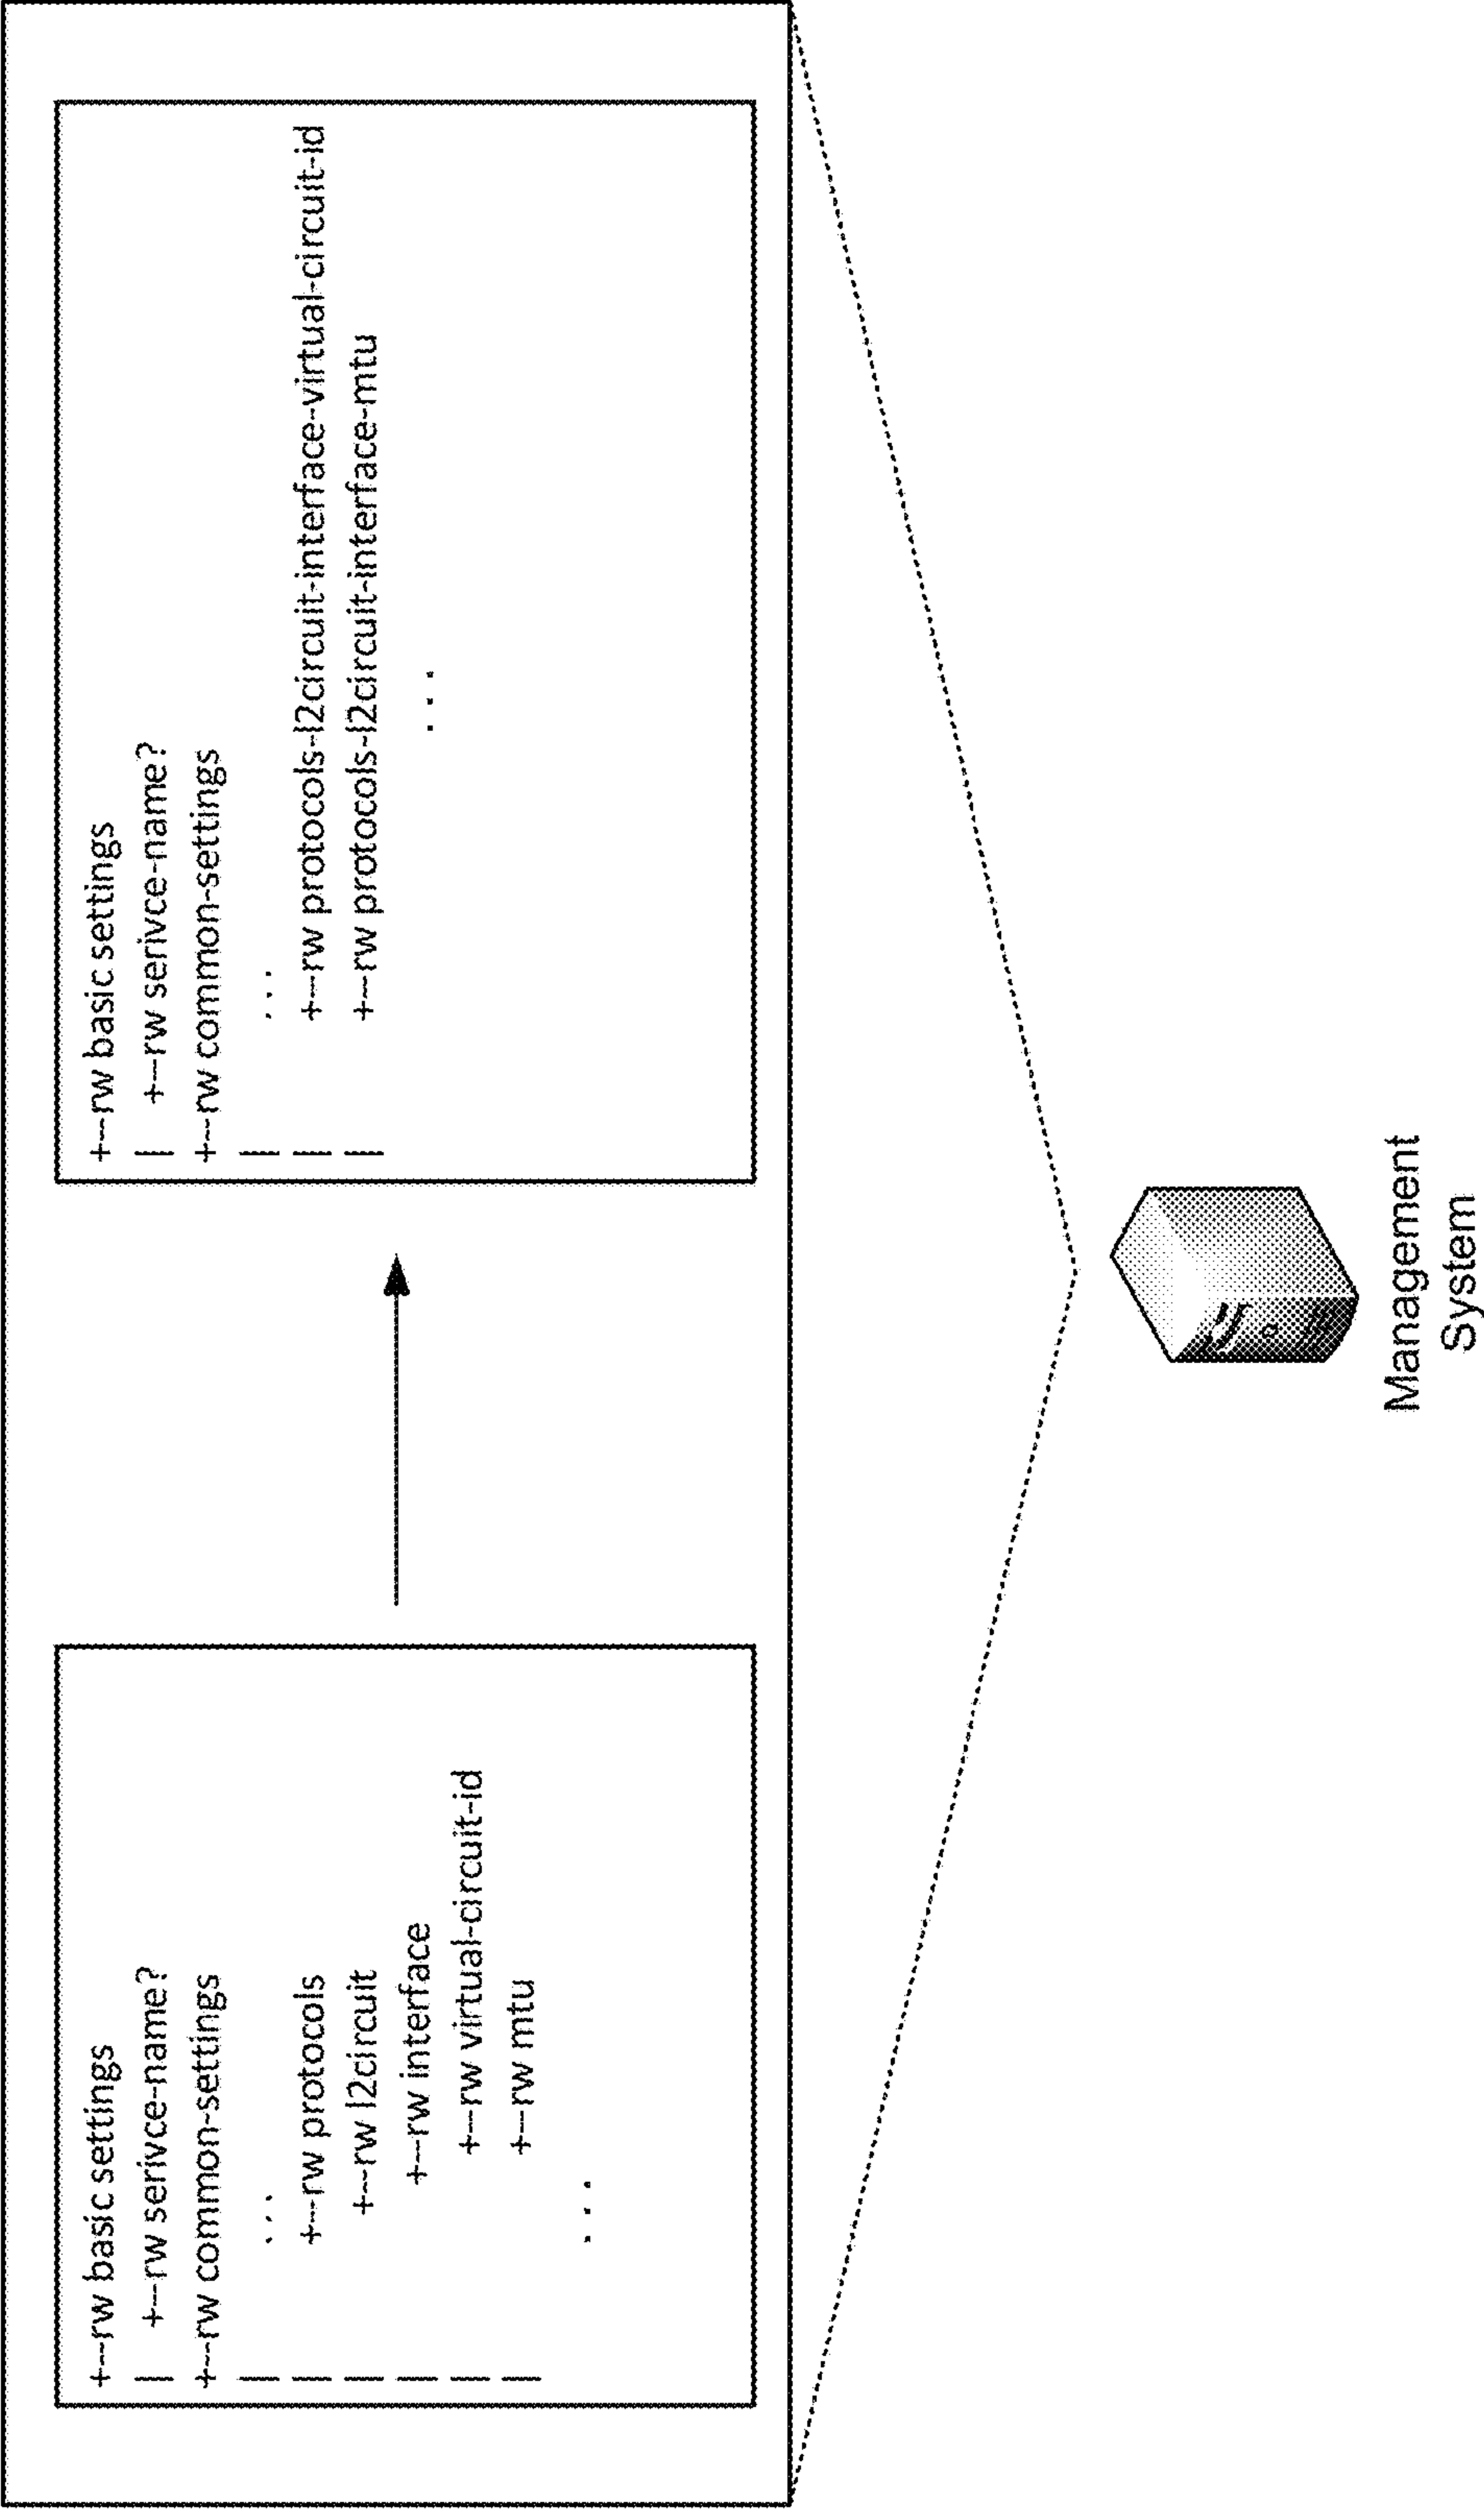 +--rw basic settings
| +--rw serivce-name?
+--rw common-settings
| ...
| +--rw protocols
| +--rw l2circuit
| +--rw interface
| +--rw virtual-circuit-id
| +--rw mtu
...
+--rw basic settings
| +--rw serivce-name?
+--rw common-settings
| ...
| +--rw protocols-l2circuit-interface-virtual-circuit-id
| +--rw protocols-l2circuit-interface-mtu
...
Management
System